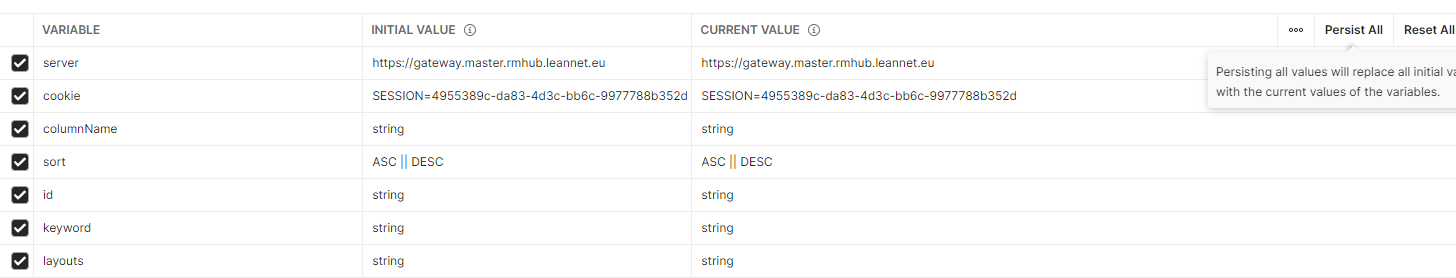 VARIABLE INITIAL VALUE CURRENT VALUE Persist All Reset All
server https://gateway.master.rmhub.leannet.eu https://gateway.master.rmhub.leannet.eu
Persisting all values will replace all initial va
with the current values of the variables.
cookie SESSION=4955389c-da83-4d3c-bb6c-9977788b352d SESSION=4955389c-da83-4d3c-bb6c-9977788b352d
columnName string string
sort ASC || DESC ASC || DESC
id string string
keyword string string
layouts string string